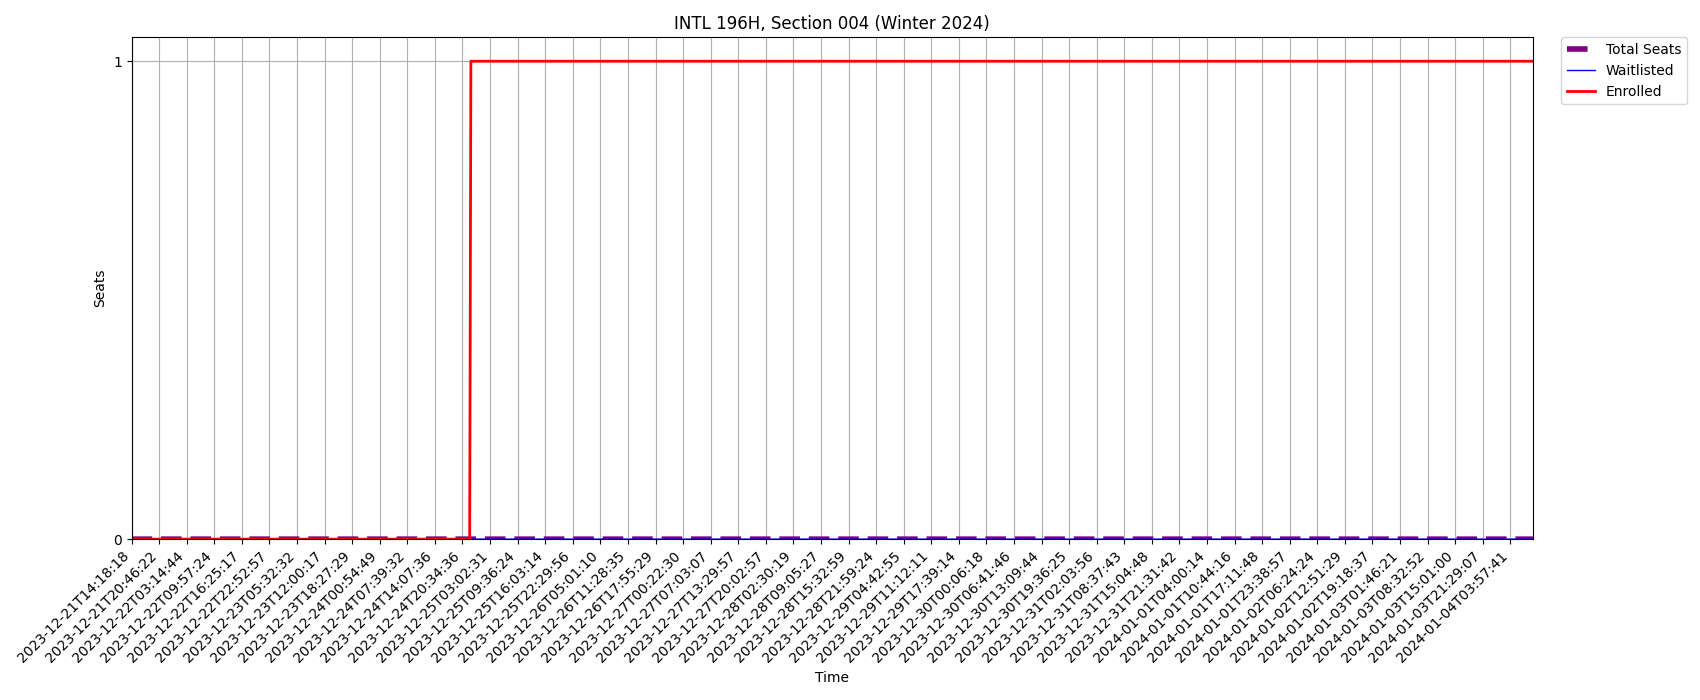 INTL 196H, Section 004 (Winter 2024)
Total Seats
Waitlisted
Enrolled
1
Seats
0
2023-12-21T14:18:18
2023-12-21T20:46:22
2023-12-22T03:14:44
2023-12-22T09:57:24
2023-12-22T16:25:17
2023-12-22T22:52:57
2023-12-23T05:32:32
2023-12-23T12:00:17
2023-12-23T18:27:29
2023-12-24T00:54:49
2023-12-24T07:39:32
2023-12-24T14:07:36
2023-12-24T20:34:36
2023-12-25T03:02:31
2023-12-25T09:36:24
2023-12-25T16:03:14
2023-12-25T22:29:56
2023-12-26T05:01:10
2023-12-26T11:28:35
2023-12-26T17:55:29
2023-12-27T00:22:30
2023-12-27T07:03:07
2023-12-27T13:29:57
2023-12-27T20:02:57
2023-12-28T02:30:19
2023-12-28T09:05:27
2023-12-28T15:32:59
2023-12-28T21:59:24
2023-12-29T04:42:55
2023-12-29T11:12:11
2023-12-29T17:39:14
2023-12-30T00:06:18
2023-12-30T06:41:46
2023-12-30T13:09:44
2023-12-30T19:36:25
2023-12-31T02:03:56
2023-12-31T08:37:43
2023-12-31T15:04:48
2023-12-31T21:31:42
2024-01-01T04:00:14
2024-01-01T10:44:16
2024-01-01T17:11:48
2024-01-01T23:38:57
2024-01-02T06:24:24
2024-01-02T12:51:29
2024-01-02T19:18:37
2024-01-03T01:46:21
2024-01-03T08:32:52
2024-01-03T15:01:00
2024-01-03T21:29:07
2024-01-04T03:57:41
Time